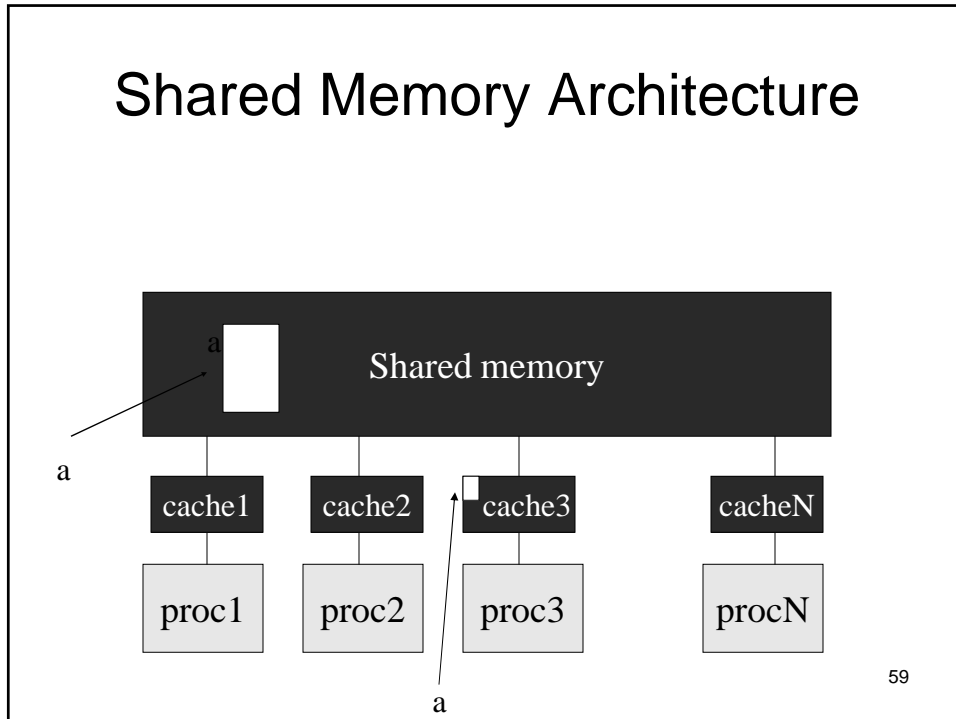 Shared Memory Architecture
a
Shared memory
a
cache1 cache2 cache3 cacheN
proc1 proc2 proc3 procN
59
a